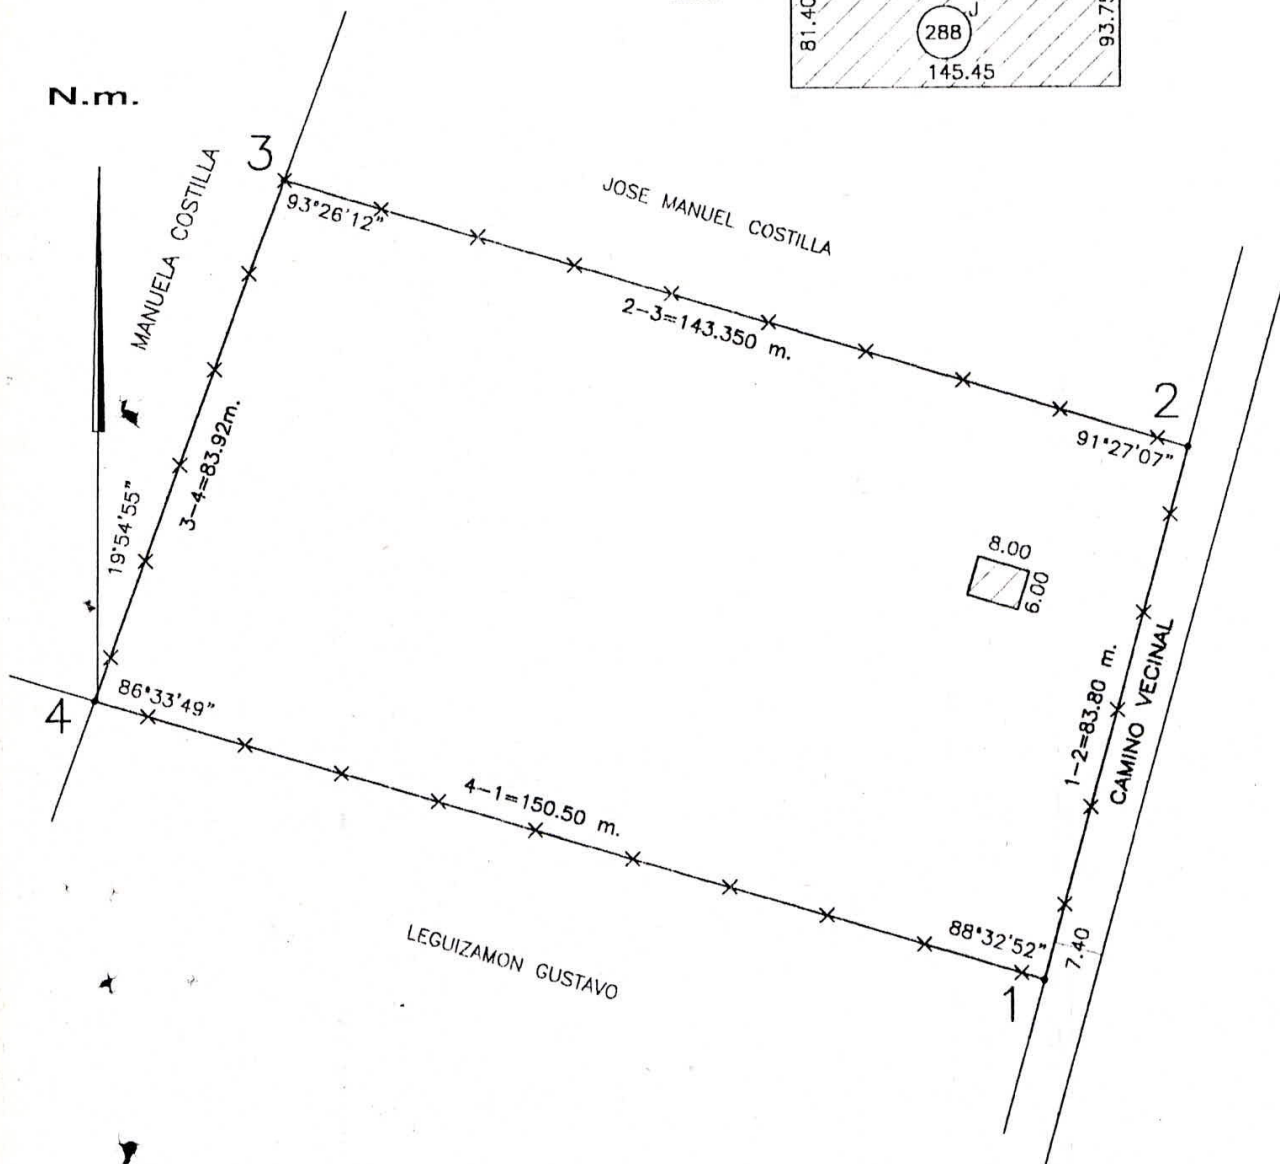 81.40
J
93.75
288
145.45
N.m.
3
MANUELA COSTILLA
93°26'12"
JOSE MANUEL COSTILLA
2-3=143.350 m.
2
91°27'07"
3-4=83.92m.
19°54'55"
8.00
6.00
1-2=83.80 m.
CAMINO VECINAL
4
86°33'49"
4-1=150.50 m.
88°32'52"
7.40
1
LEGUIZAMON GUSTAVO